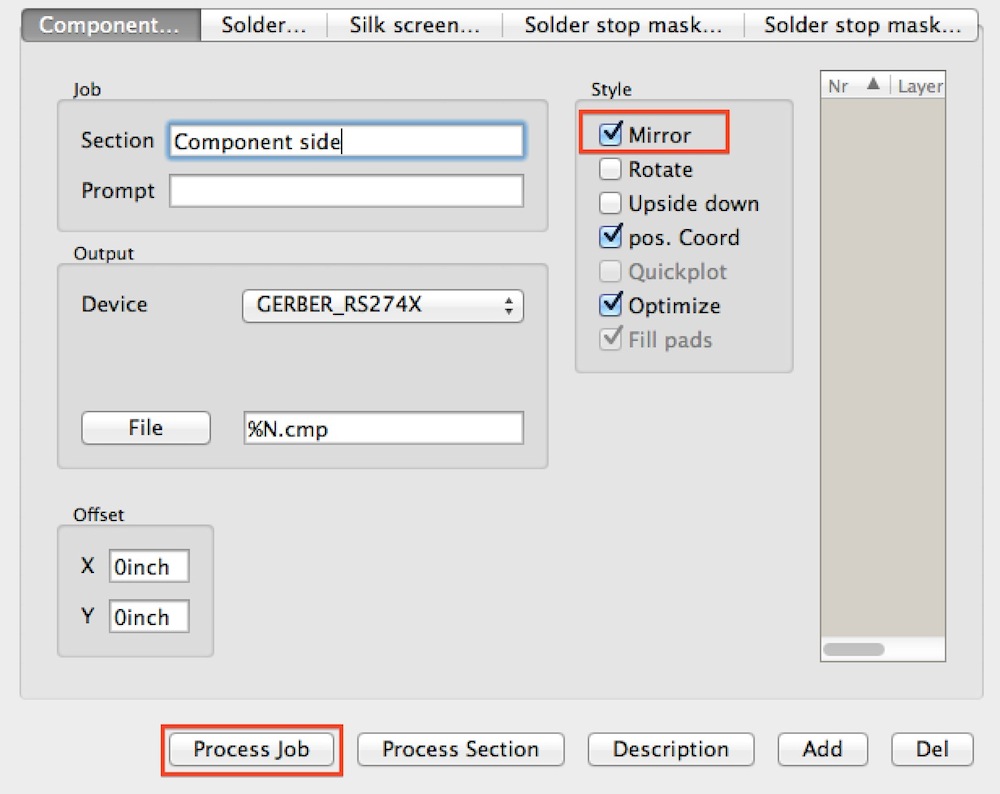 Component...
Solder...
Silk screen...
Solder stop mask...
Solder stop mask...
Job
Section
Component side
Prompt
Style
Mirror
Rotate
Upside down
pos. Coord
Quickplot
Optimize
Fill pads
Nr
Layer
Output
Device
GERBER_RS274X
File
%N.cmp
Offset
X
0inch
Y
0inch
Process Job
Process Section
Description
Add
Del